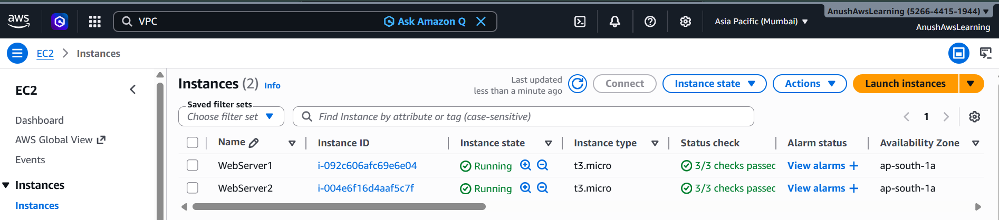 aws
VPC
Ask Amazon Q
Asia Pacific (Mumbai)
AnushAwsLearning (5266-4415-1944)
AnushAwsLearning
EC2
Instances
EC2
Dashboard
AWS Global View
Events
Instances
Instances
Instances (2) Info
Last updated
less than a minute ago
Connect
Instance state
Actions
Launch instances
Saved filter sets
Choose filter set
Find Instance by attribute or tag (case-sensitive)
1
Name Instance ID Instance state Instance type Status check Alarm status Availability Zone
WebServer1 i-092c606afc69e6e04 Running t3.micro 3/3 checks passec View alarms + ap-south-1a
WebServer2 i-004e6f16d4aaf5c7f Running t3.micro 3/3 checks passec View alarms + ap-south-1a